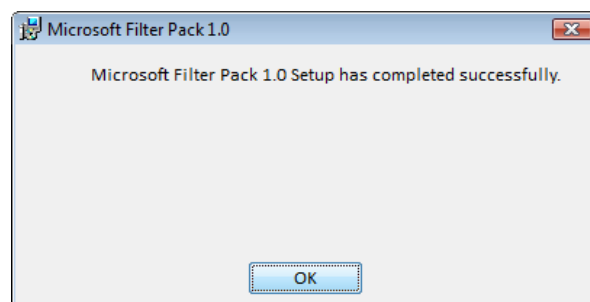 Microsoft Filter Pack 1.0
Microsoft Filter Pack 1.0 Setup has completed successfully.
OK